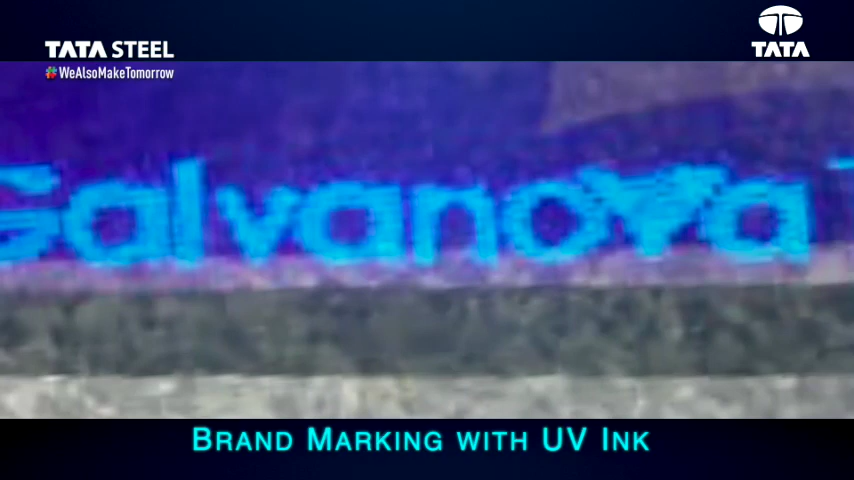 TATA STEEL
TATA
#WeAlsoMakeTomorrow
Galvanova
BRAND MARKING WITH UV INK